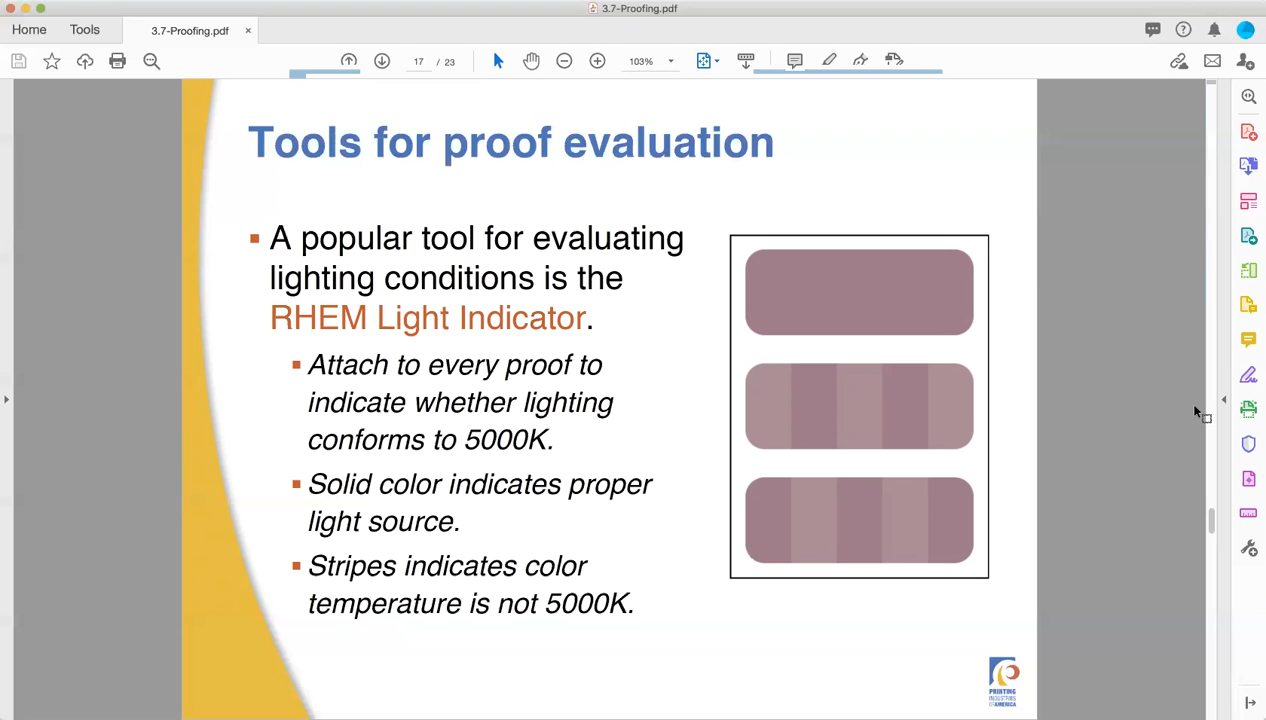 3.7-Proofing.pdf
Home Tools 3.7-Proofing.pdf ×
17 / 23 103%
Tools for proof evaluation
A popular tool for evaluating
lighting conditions is the
RHEM Light Indicator.
Attach to every proof to
indicate whether lighting
conforms to 5000K.
Solid color indicates proper
light source.
Stripes indicates color
temperature is not 5000K.
PRINTING
INDUSTRIES
OF AMERICA